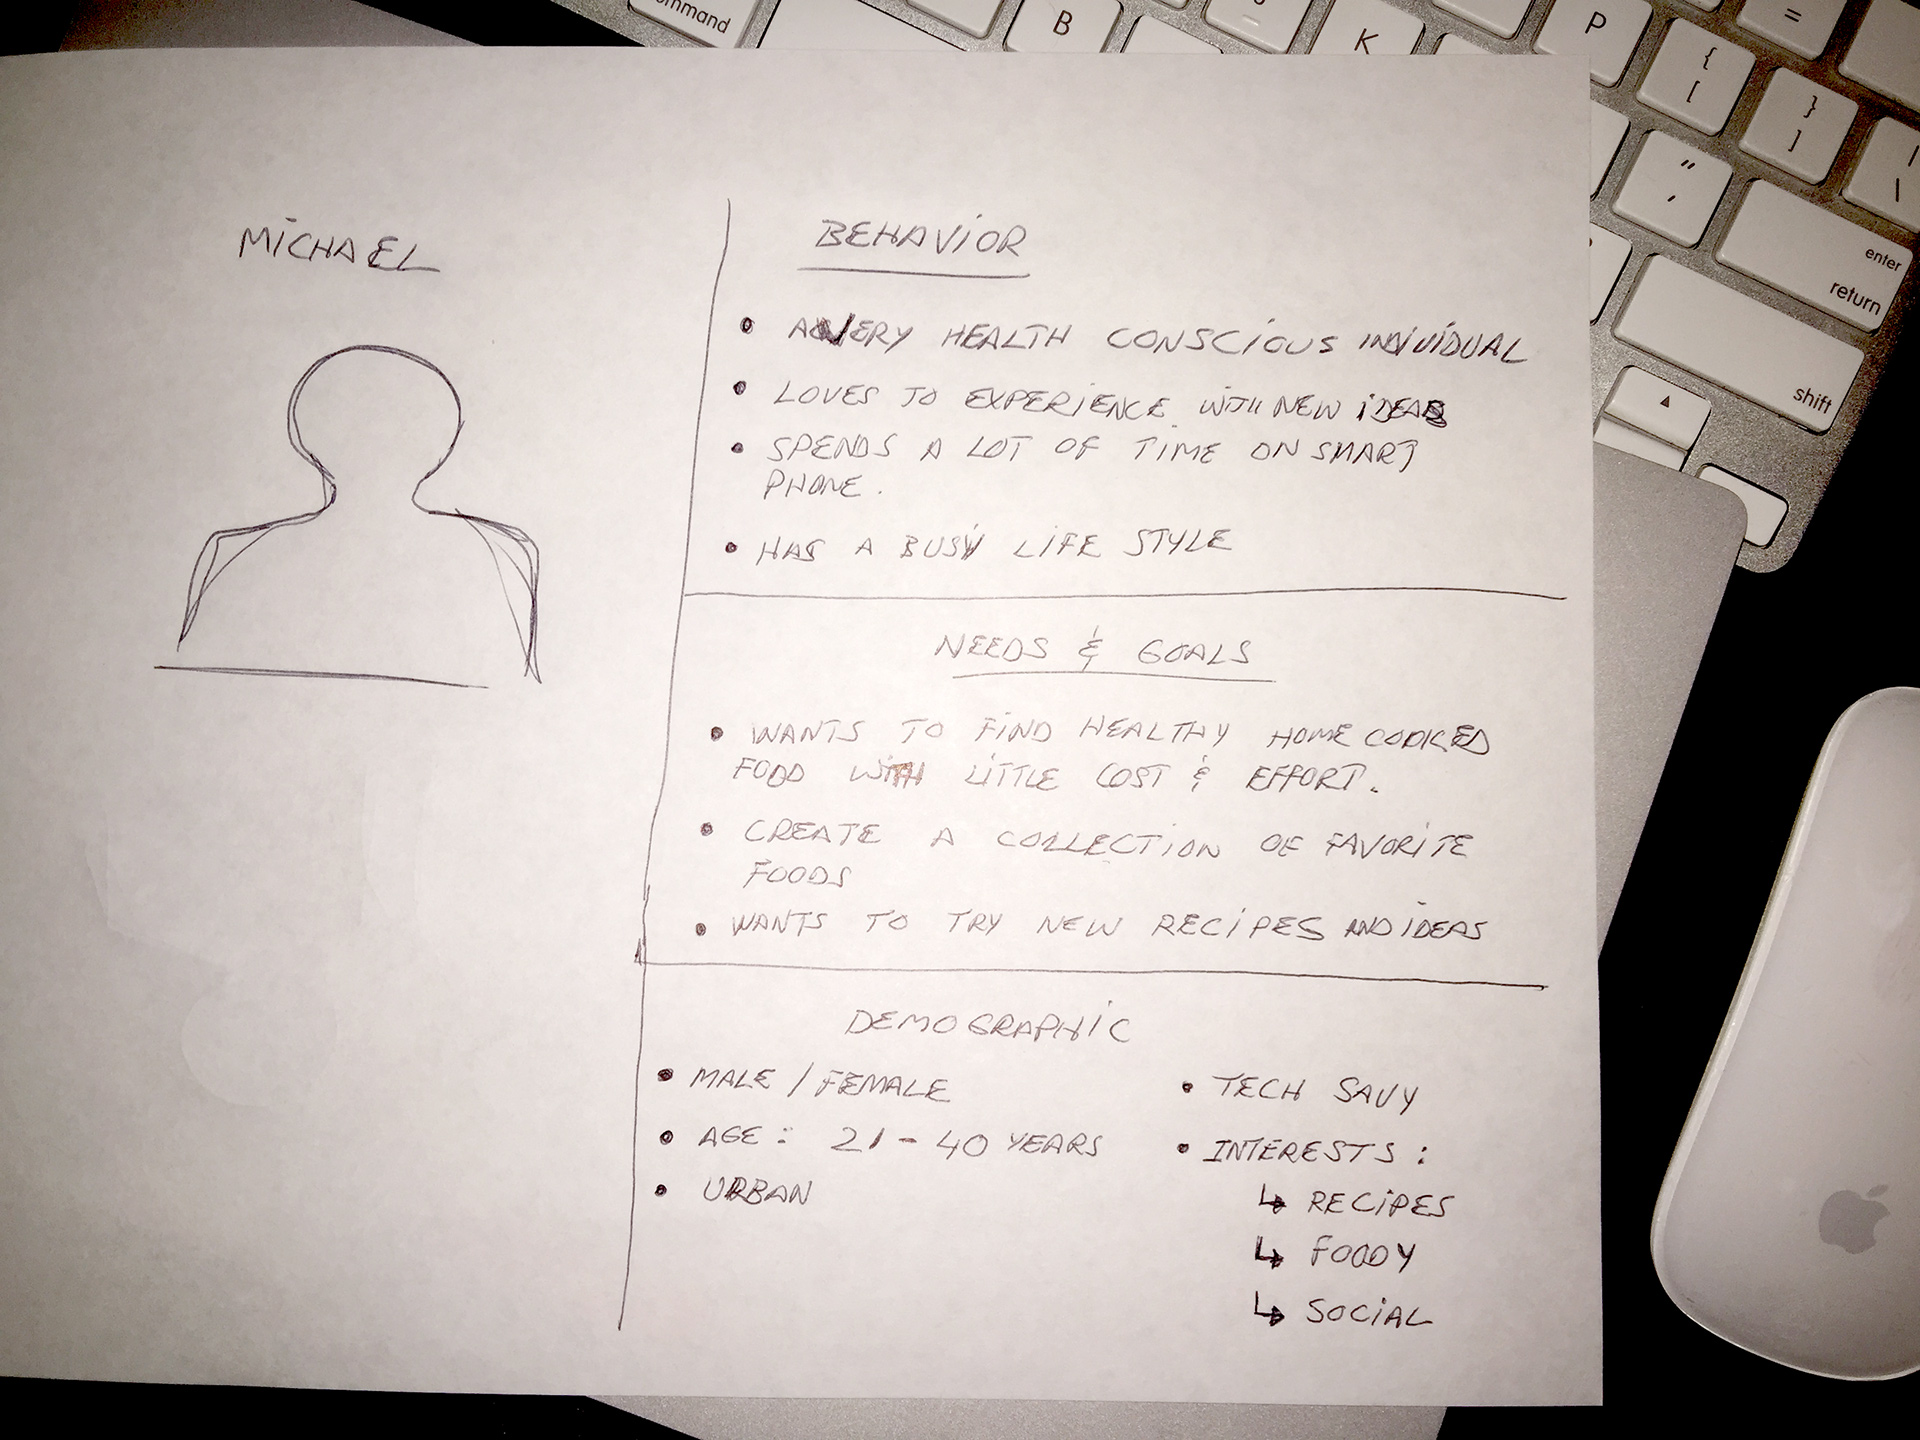 MICHAEL
BEHAVIOR
• A VERY HEALTH CONSCIOUS INDIVIDUAL
• LOVES TO EXPERIENCE WITH NEW IDEAS
• SPENDS A LOT OF TIME ON SMART
PHONE.
• HAS A BUSY LIFE STYLE
NEEDS & GOALS
• WANTS TO FIND HEALTHY HOME COOKED
FOOD WITH LITTLE COST & EFFORT.
• CREATE A COLLECTION OF FAVORITE
FOODS
• WANTS TO TRY NEW RECIPES AND IDEAS
DEMOGRAPHIC
• MALE / FEMALE
• AGE: 21 - 40 YEARS
• URBAN
• TECH SAVY
• INTERESTS:
↳ RECIPES
↳ FOODY
↳ SOCIAL
B
K
P
=
{
[
}
]
"
'
|
\
enter
return
shift